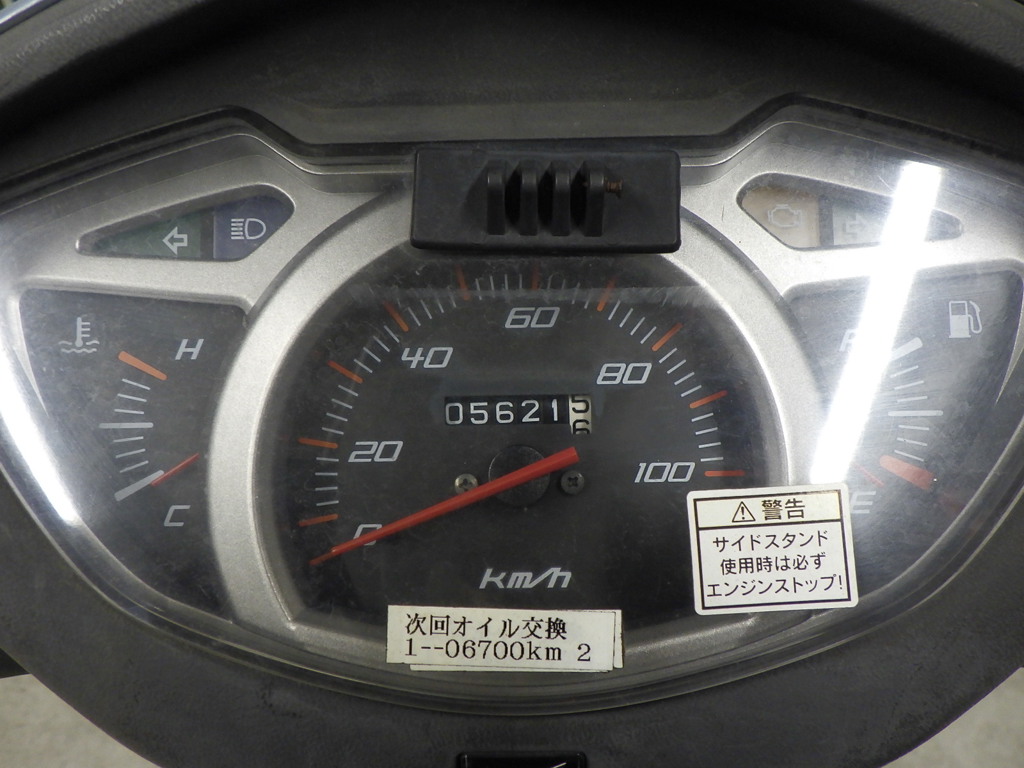 60
40
80
05621
20
100
H
C
0
E
km/h
警告
サイドスタンド
使用時は必ず
エンジンストップ!
次回オイル交換
1--06700km 2